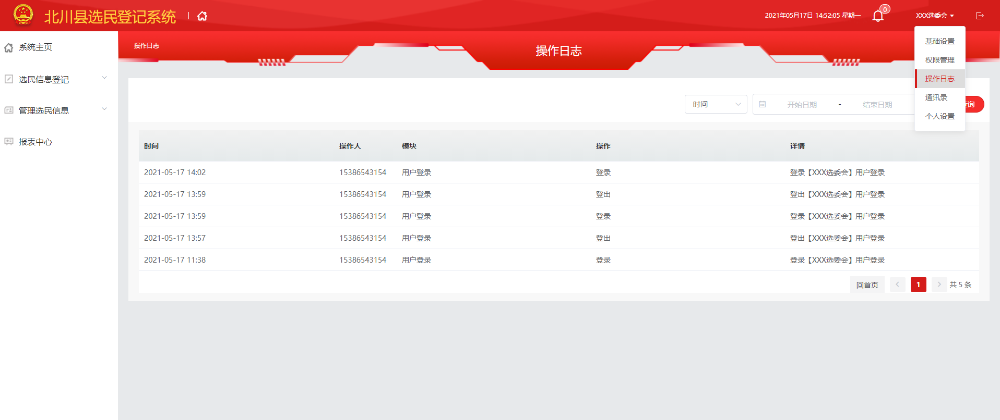 北川县选民登记系统
2021年05月17日 14:52:05 星期一
0
XXX选委会
基础设置
权限管理
操作日志
通讯录
个人设置
系统主页
选民信息登记
管理选民信息
报表中心
操作日志
操作日志
时间
开始日期 - 结束日期
询
时间 操作人 模块 操作 详情
2021-05-17 14:02 15386543154 用户登录 登录 登录【XXX选委会】用户登录
2021-05-17 13:59 15386543154 用户登录 登出 登出【XXX选委会】用户登录
2021-05-17 13:59 15386543154 用户登录 登录 登录【XXX选委会】用户登录
2021-05-17 13:57 15386543154 用户登录 登出 登出【XXX选委会】用户登录
2021-05-17 11:38 15386543154 用户登录 登录 登录【XXX选委会】用户登录
回首页 1 共 5 条